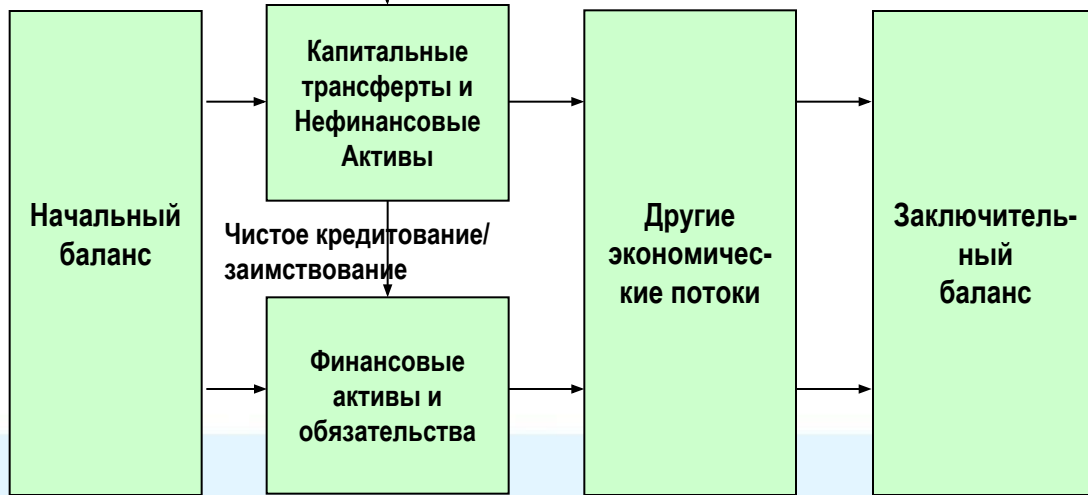 Капитальные
трансферты и
Нефинансовые
Активы
Начальный
баланс
Чистое кредитование/
заимствование
Другие
экономичес-
кие потоки
Заключитель-
ный
баланс
Финансовые
активы и
обязательства